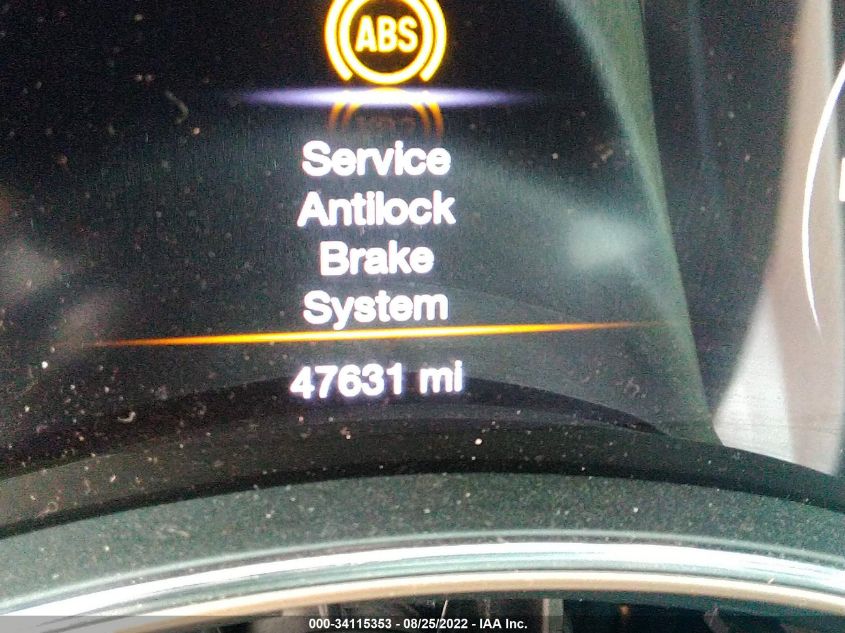 ABS
Service
Antilock
Brake
System
47631 mi
000-34115353 - 08/25/2022 - IAA Inc.